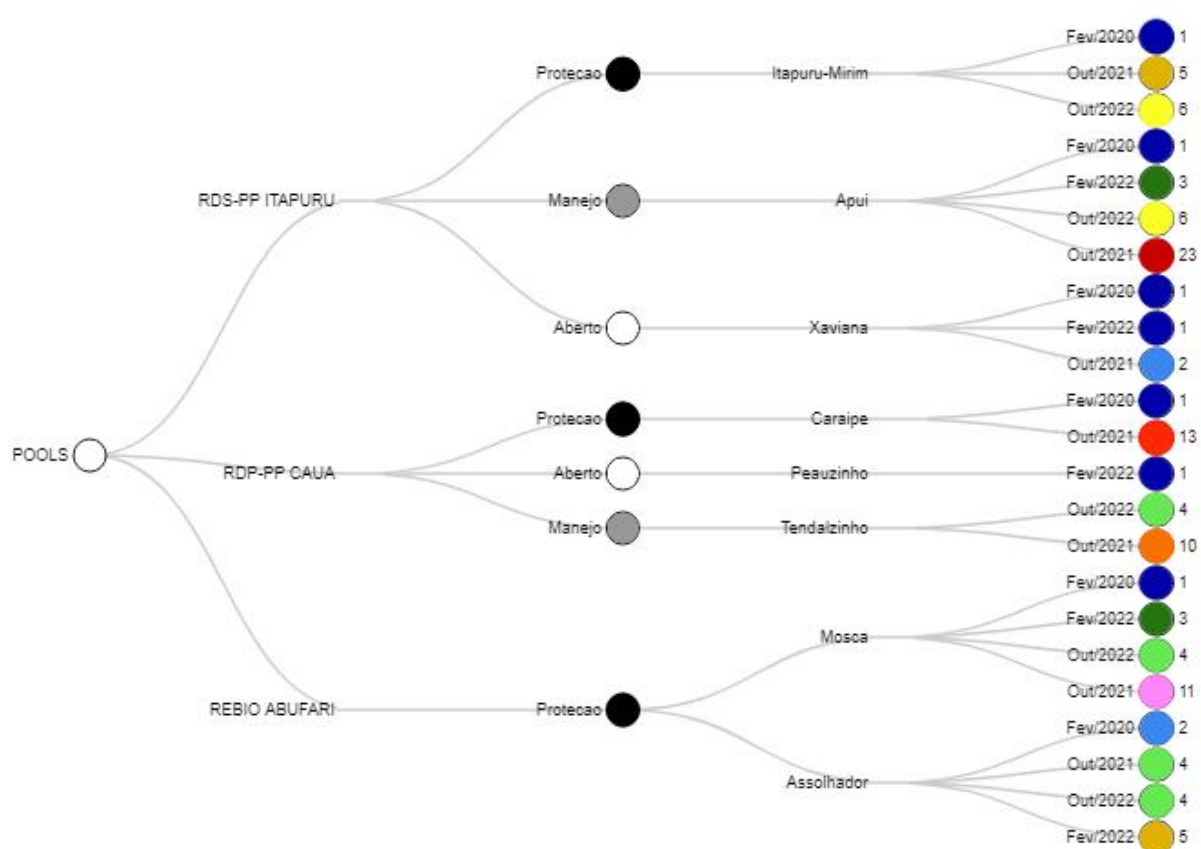 Fev/2020 1
Protecao Itapuru-Mirim Out/2021 5
Out/2022 6
Fev/2020 1
Fev/2022 3
RDS-PP ITAPURU Manejo Apui
Out/2022 6
Out/2021 23
Fev/2020 1
Aberto Xaviana Fev/2022 1
Out/2021 2
Fev/2020 1
Protecao Caraipe
Out/2021 13
POOLS
RDP-PP CAUA Aberto Peauzinho Fev/2022 1
Out/2022 4
Manejo Tendalzinho
Out/2021 10
Fev/2020 1
Fev/2022 3
Mosca
Out/2022 4
Out/2021 11
REBIO ABUFARI Protecao
Fev/2020 2
Out/2021 4
Assolhador
Out/2022 4
Fev/2022 5